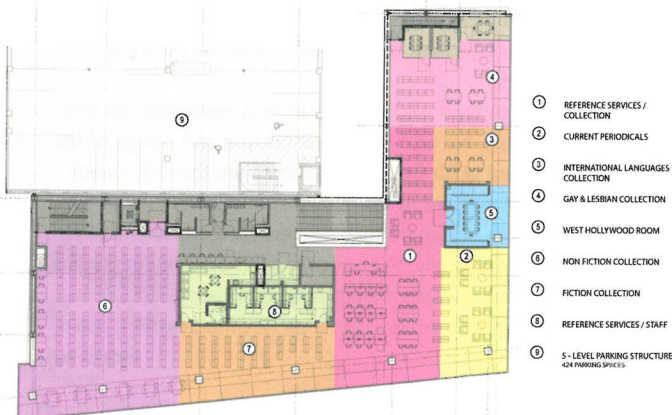 4
9
3
5
1
2
6
8
7
1 REFERENCE SERVICES /
COLLECTION
2 CURRENT PERIODICALS
3 INTERNATIONAL LANGUAGES
COLLECTION
4 GAY & LESBIAN COLLECTION
5 WEST HOLLYWOOD ROOM
6 NON FICTION COLLECTION
7 FICTION COLLECTION
8 REFERENCE SERVICES / STAFF
9 5 - LEVEL PARKING STRUCTURE
424 PARKING SPACES